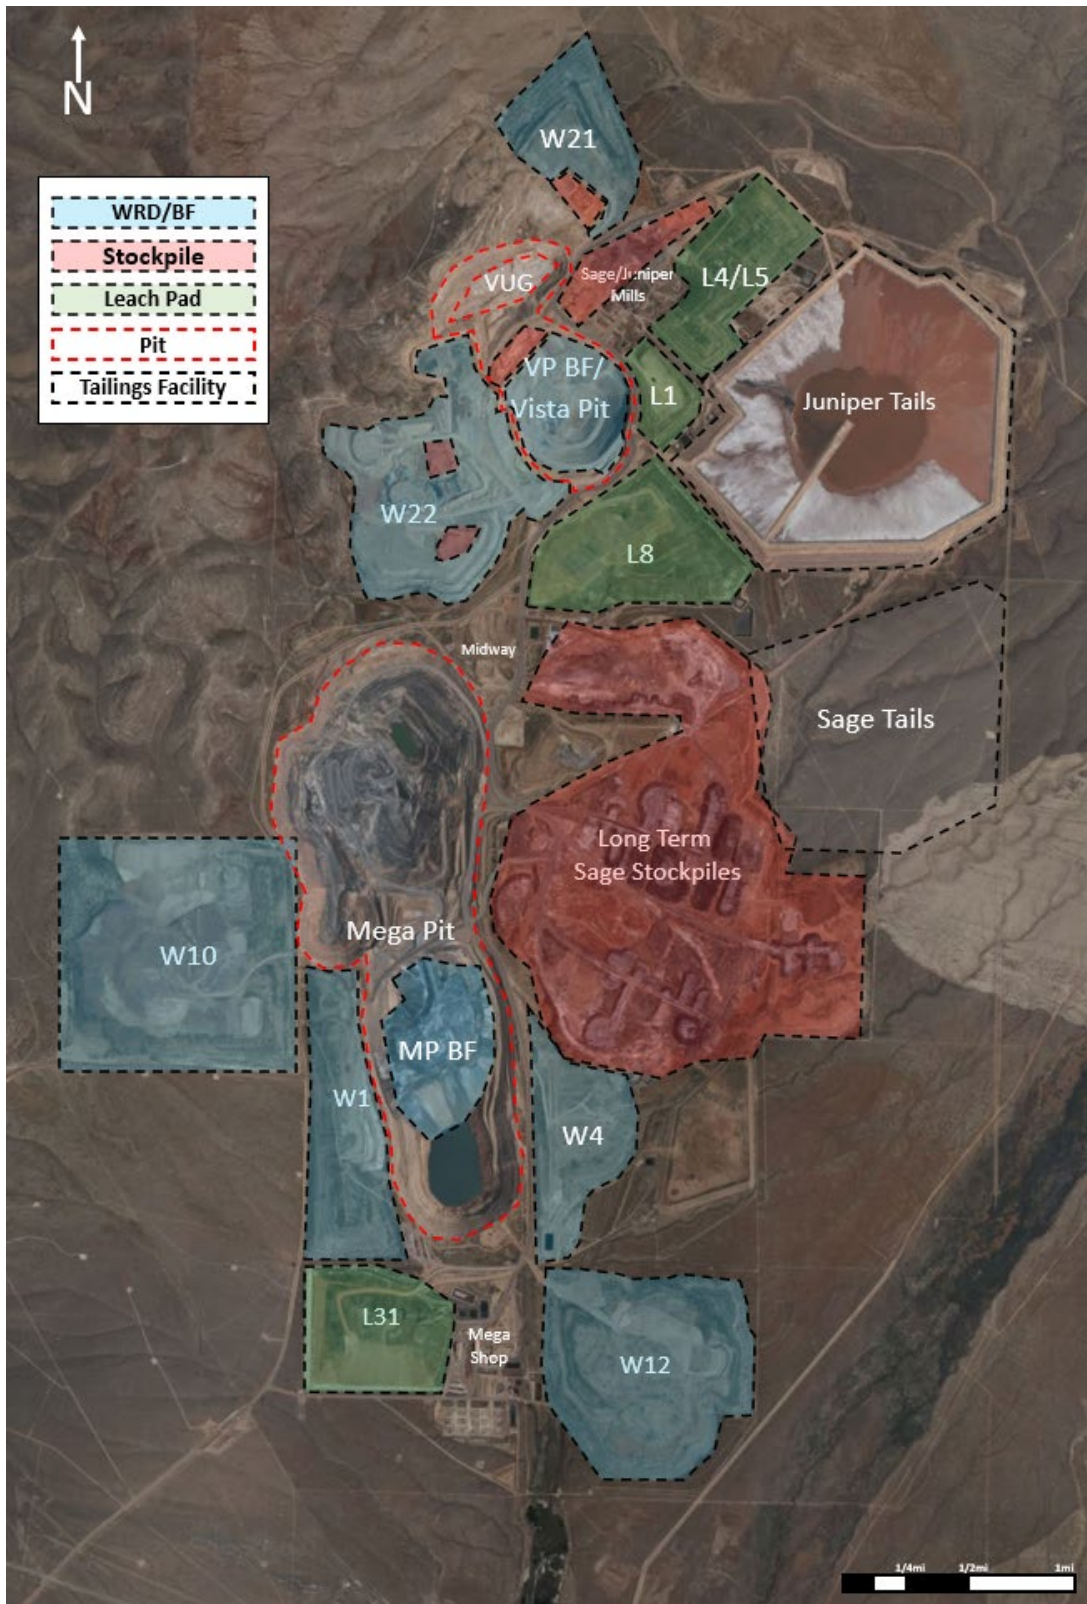 N
WRD/BF
Stockpile
Leach Pad
Pit
Tailings Facility
W21
VUG
Sage/Juniper
Mills
L4/L5
VP BF/
Vista Pit
L1
Juniper Tails
W22
L8
Midway
Sage Tails
Long Term
Sage Stockpiles
Mega Pit
W10
MP BF
W1
W4
L31
Mega
Shop
W12
1/4mi 1/2mi 1mi